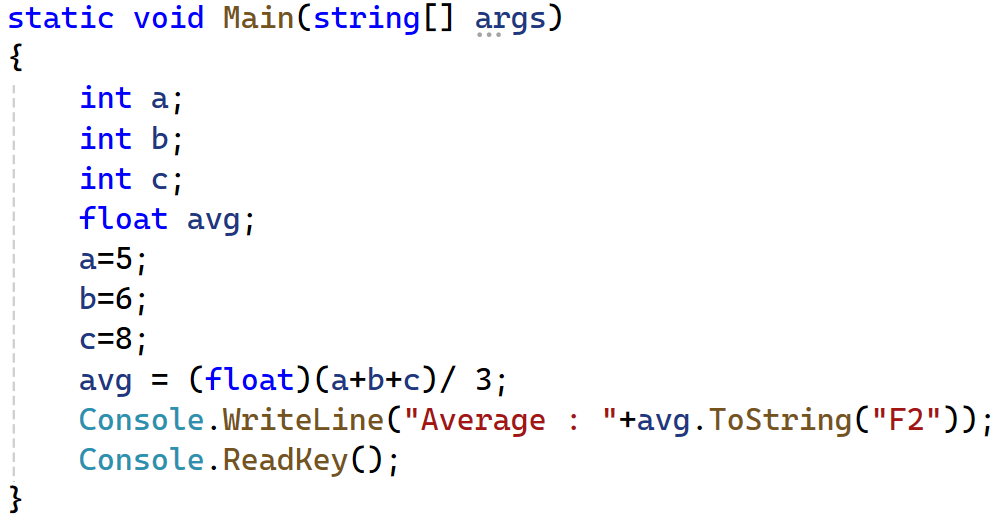 static void Main(string[] args)
{
int a;
int b;
int c;
float avg;
a=5;
b=6;
c=8;
avg = (float)(a+b+c)/ 3;
Console.WriteLine("Average : "+avg.ToString("F2"));
Console.ReadKey();
}